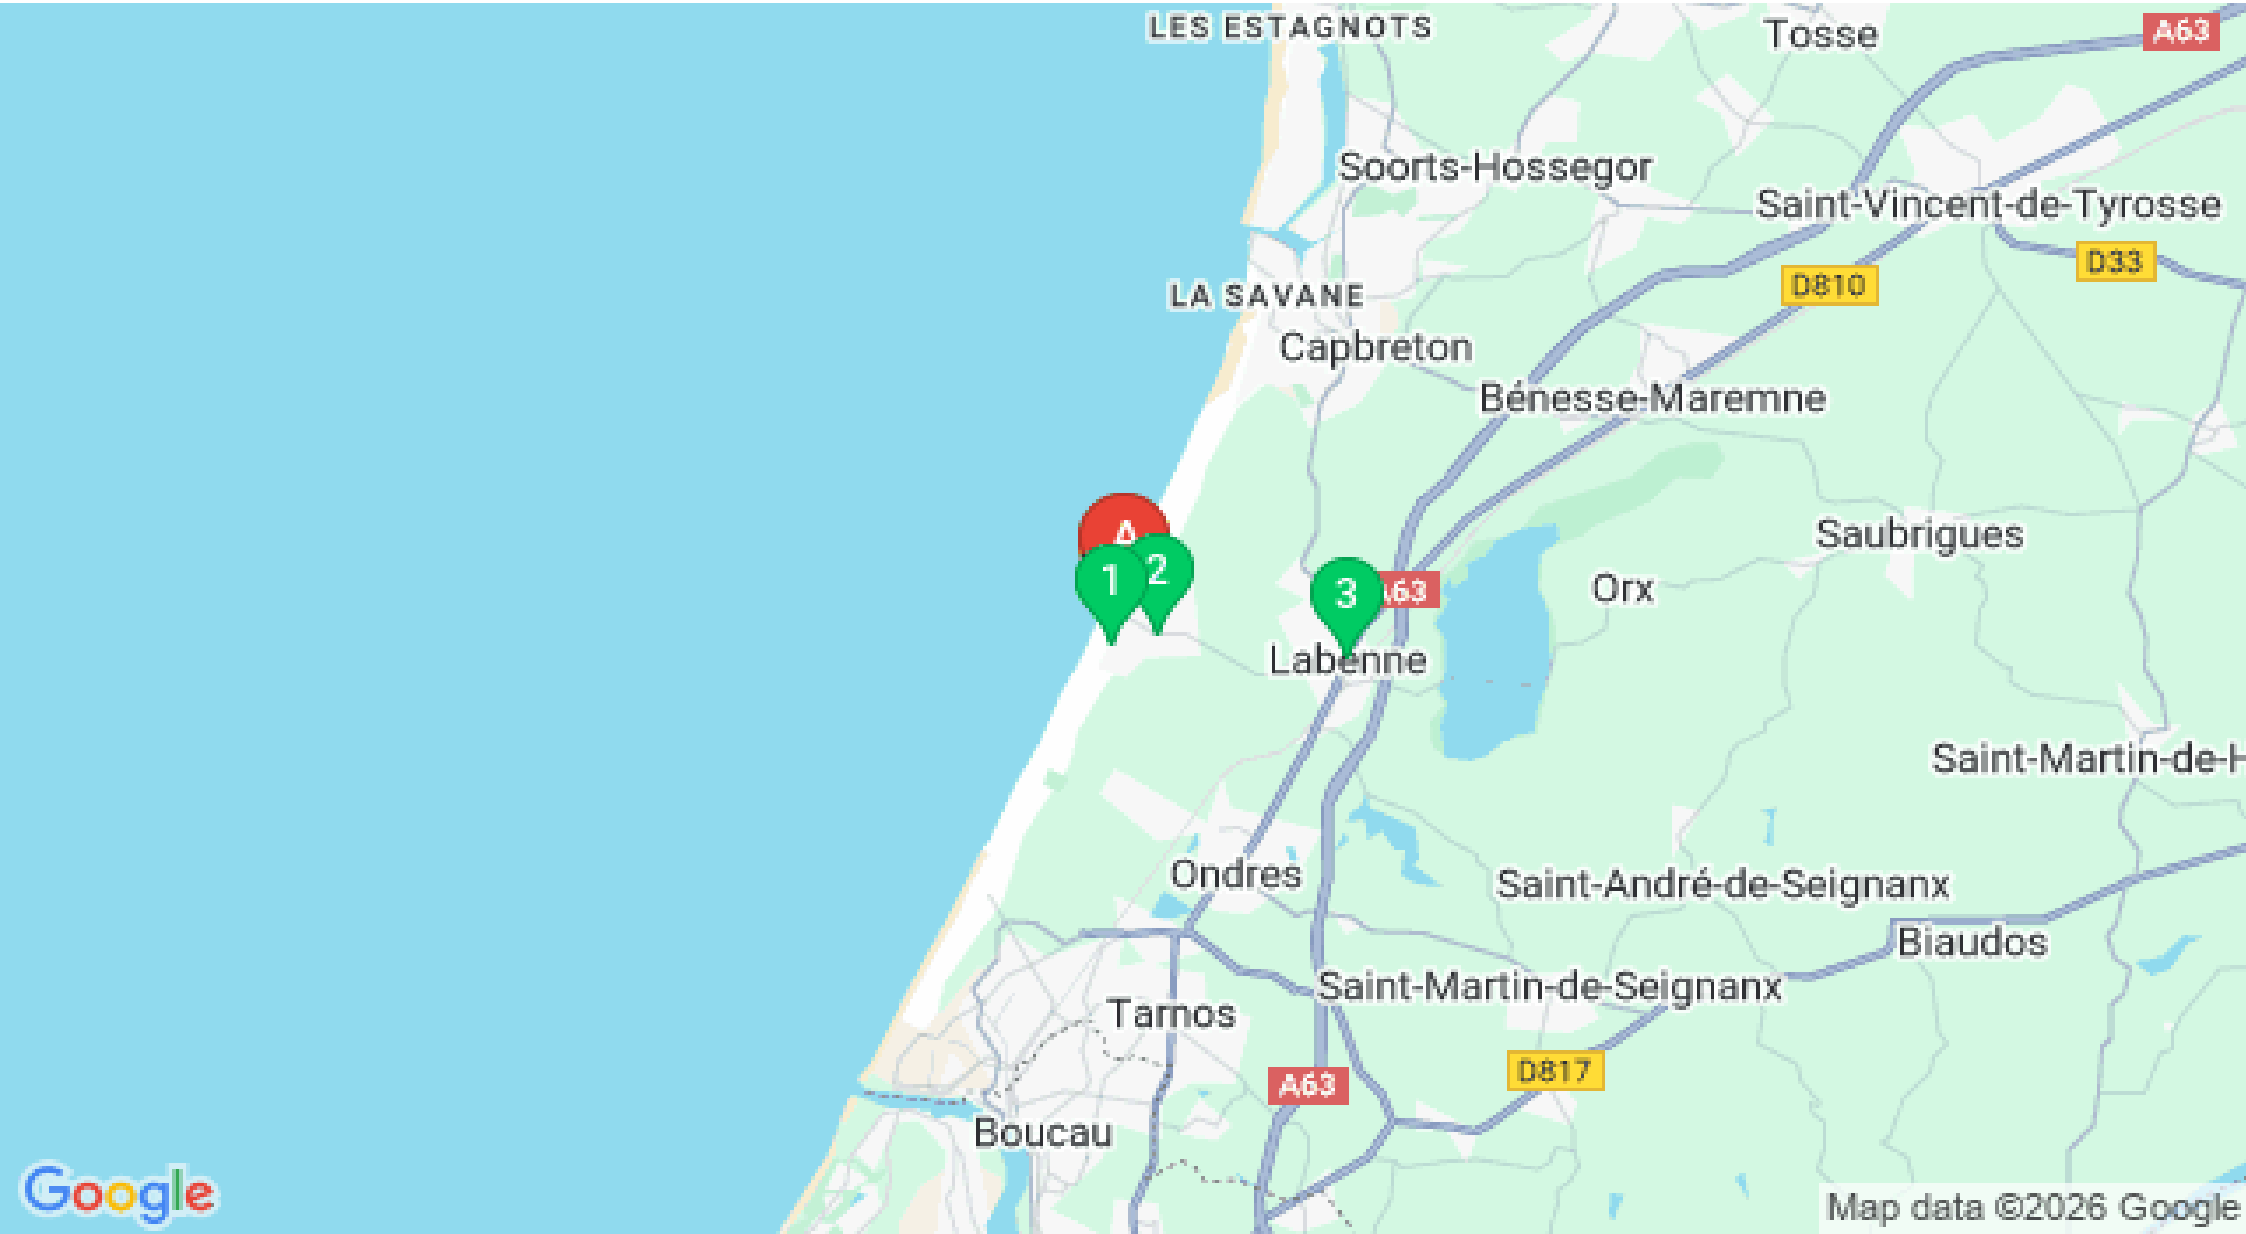 LES ESTAGNOTS
Tosse
A63
Soorts-Hossegor
Saint-Vincent-de-Tyrosse
D33
D810
LA SAVANE
Capbreton
Bénesse-Maremne
A
1
2
3
A63
Saubrigues
Orx
Labenne
Saint-Martin-de-H
Ondres
Saint-André-de-Seignanx
Biaudos
Saint-Martin-de-Seignanx
Tarnos
D817
A63
Boucau
Google
Map data ©2026 Google